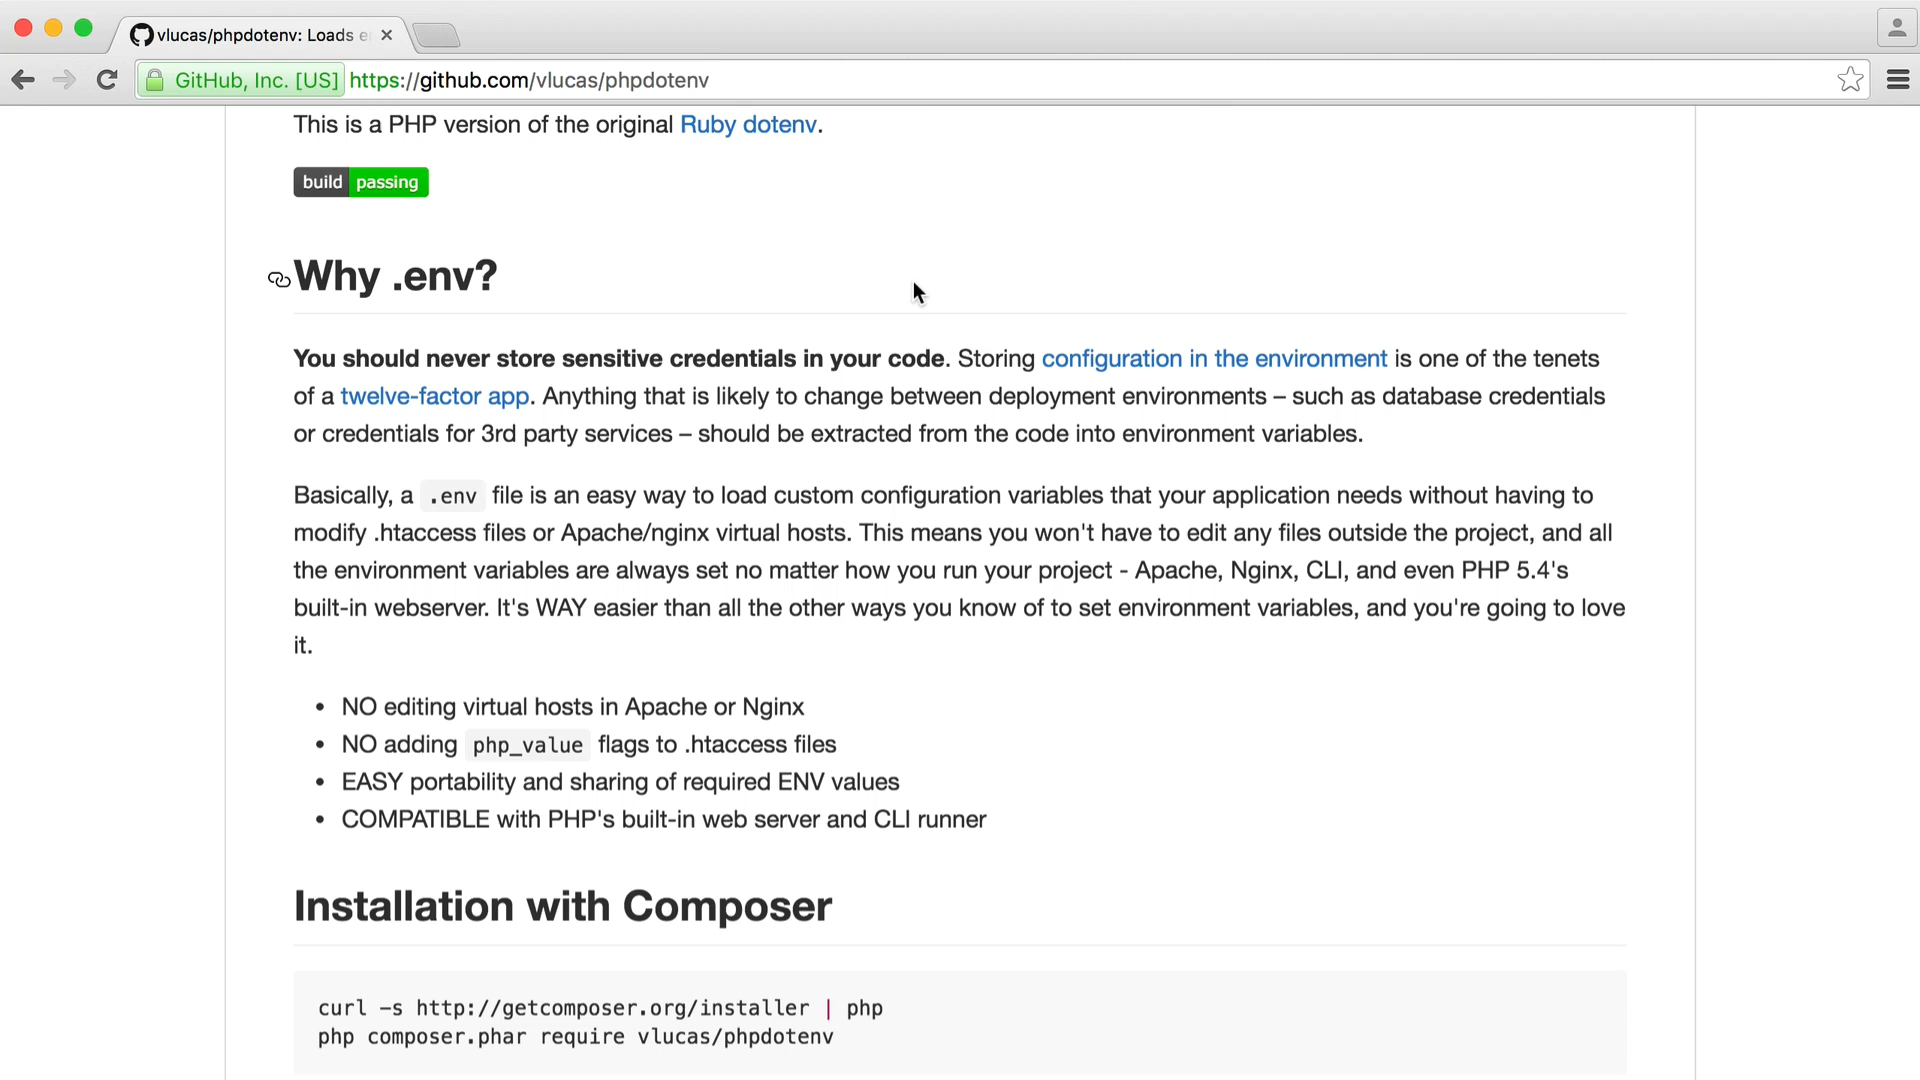 vlucas/phpdotenv: Loads e
GitHub, Inc. [US] https://github.com/vlucas/phpdotenv
This is a PHP version of the original Ruby dotenv.
build passing
Why .env?
You should never store sensitive credentials in your code. Storing configuration in the environment is one of the tenets
of a twelve-factor app. Anything that is likely to change between deployment environments – such as database credentials
or credentials for 3rd party services – should be extracted from the code into environment variables.
Basically, a .env file is an easy way to load custom configuration variables that your application needs without having to
modify .htaccess files or Apache/nginx virtual hosts. This means you won't have to edit any files outside the project, and all
the environment variables are always set no matter how you run your project - Apache, Nginx, CLI, and even PHP 5.4's
built-in webserver. It's WAY easier than all the other ways you know of to set environment variables, and you're going to love
it.
• NO editing virtual hosts in Apache or Nginx
• NO adding php_value flags to .htaccess files
• EASY portability and sharing of required ENV values
• COMPATIBLE with PHP's built-in web server and CLI runner
Installation with Composer
curl -s http://getcomposer.org/installer | php
php composer.phar require vlucas/phpdotenv